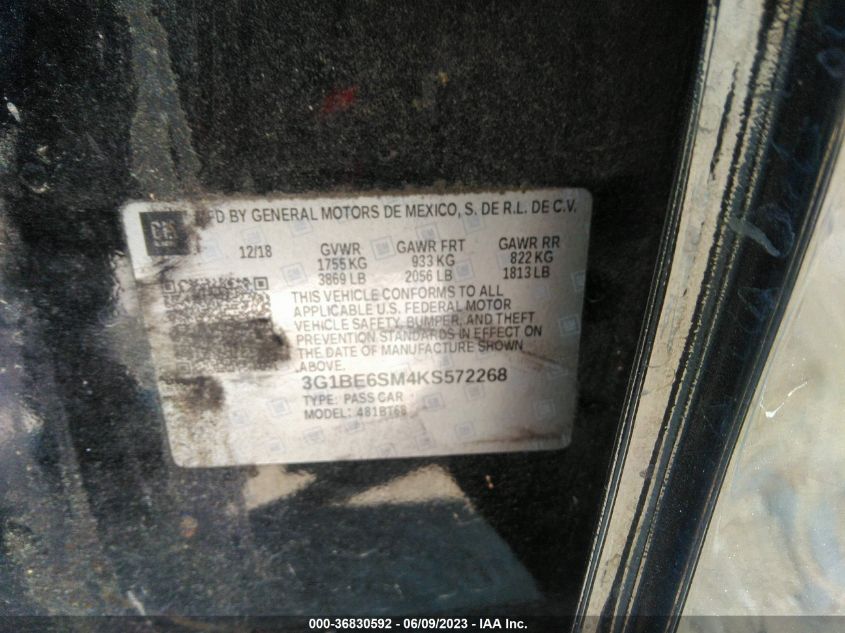 GM
MFD BY GENERAL MOTORS DE MEXICO, S. DE R.L. DE C.V.
12/18 GVWR GAWR FRT GAWR RR
1755 KG 933 KG 822 KG
3869 LB 2056 LB 1813 LB
THIS VEHICLE CONFORMS TO ALL
APPLICABLE U.S. FEDERAL MOTOR
VEHICLE SAFETY, BUMPER, AND THEFT
PREVENTION STANDARDS IN EFFECT ON
THE DATE OF MANUFACTURE SHOWN
ABOVE.
3G1BE6SM4KS572268
TYPE: PASS CAR
MODEL: 481BT68
000-36830592 - 06/09/2023 - IAA Inc.